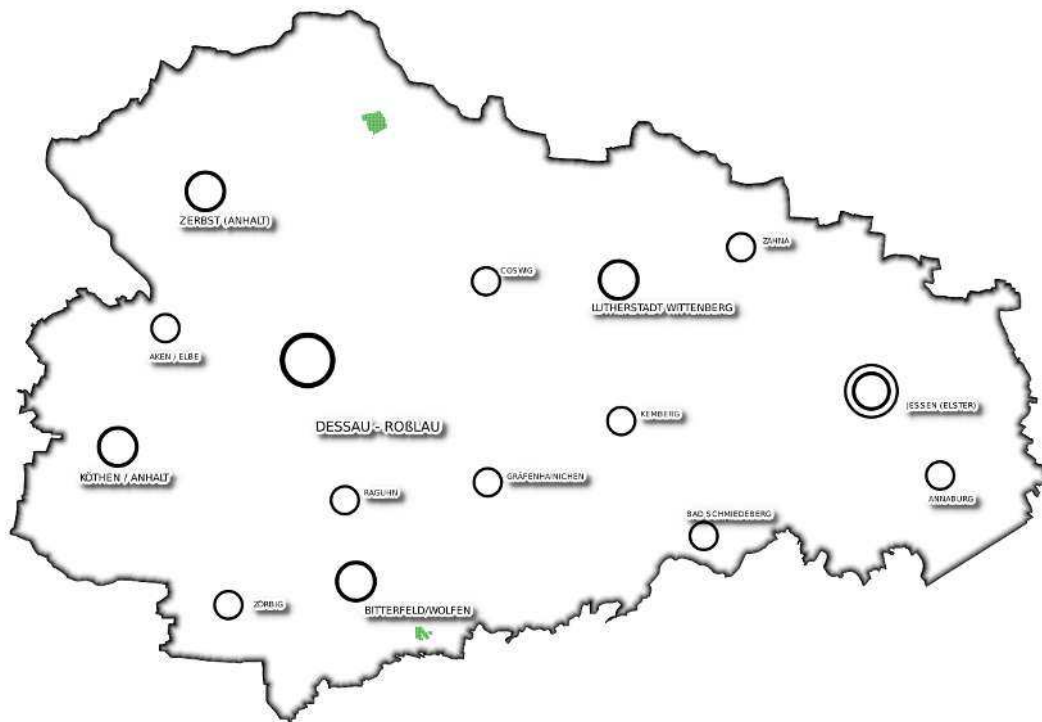 ZERBST (ANHALT)
ZAHNA
COSWIG
LUTHERSTADT WITTENBERG
AKEN / ELBE
JESSEN (ELSTER)
KEMBERG
DESSAU - ROßLAU
KÖTHEN / ANHALT
GRÄFENHAINICHEN
RAGUHN
ANNABURG
BAD SCHMIEDEBERG
ZÖRBIG
BITTERFELD/WOLFEN